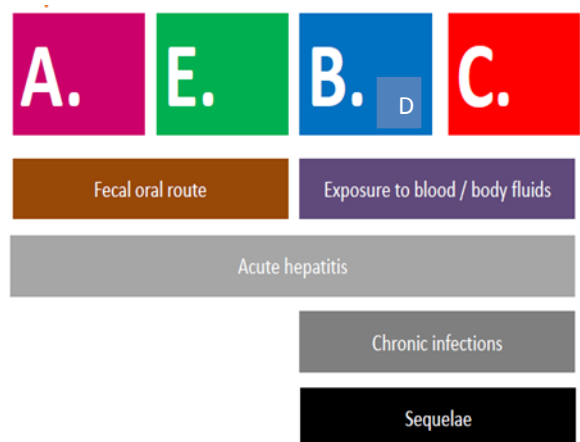 A. E. B. D C.
Fecal oral route Exposure to blood / body fluids
Acute hepatitis
Chronic infections
Sequelae